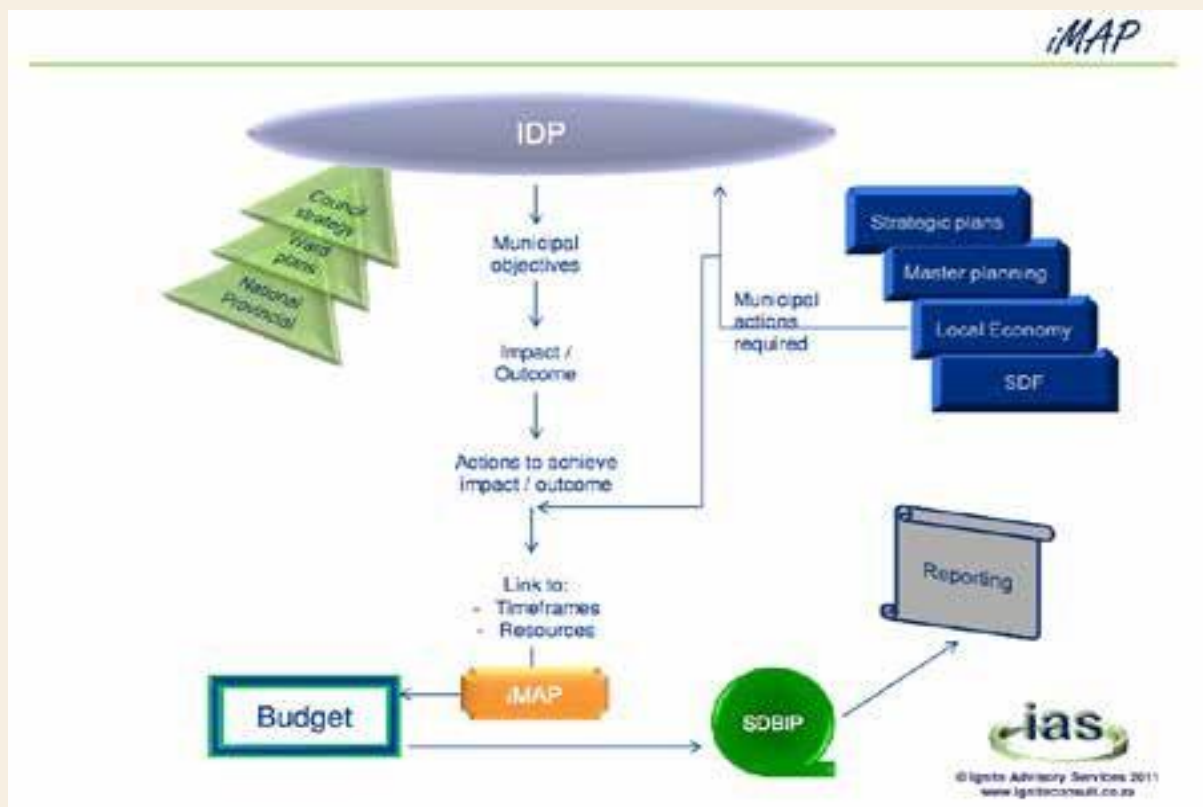 iMAP
IDP
Council
strategy
Ward
plans
National
Provincial
Municipal
objectives
Impact /
Outcome
Actions to achieve
impact / outcome
Link to:
- Timeframes
- Resources
iMAP
Budget
SDBIP
Reporting
Municipal
actions
required
Strategic plans
Master planning
Local Economy
SDF
ias
© Ignite Advisory Services 2011
www.igniteconsult.co.za